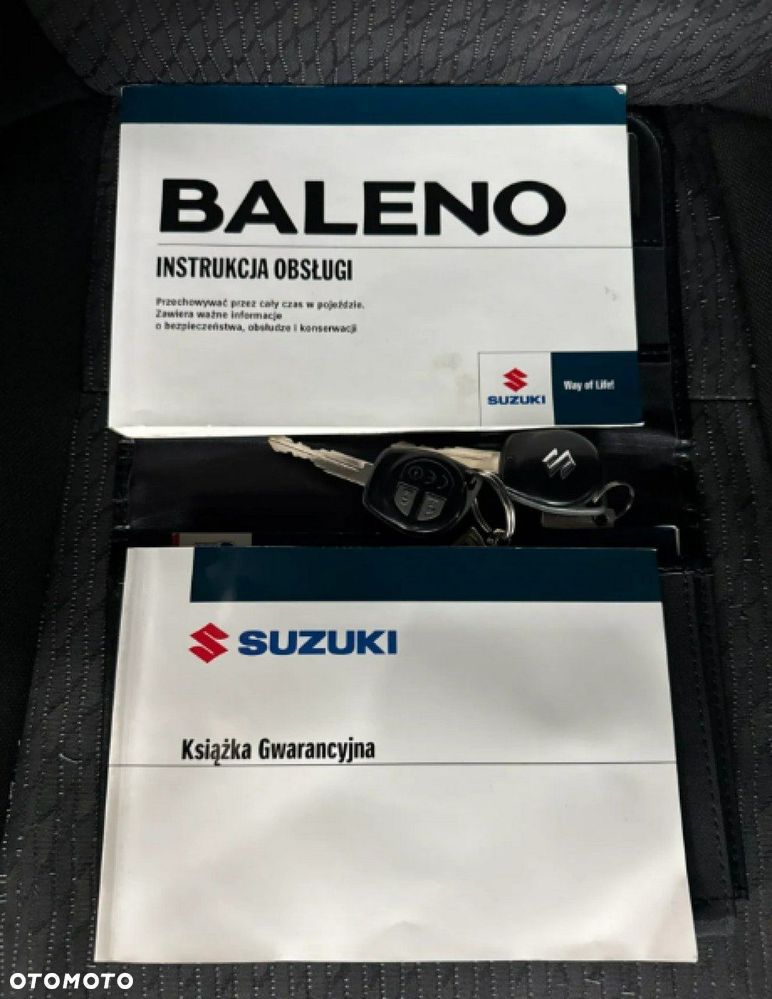 BALENO
INSTRUKCJA OBSŁUGI
Przechowywać przez cały czas w pojeździe.
Zawiera ważne informacje
o bezpieczeństwa, obsłudze i konserwacji
SUZUKI
Way of Life!
SUZUKI
Książka Gwarancyjna
OTOMOTO